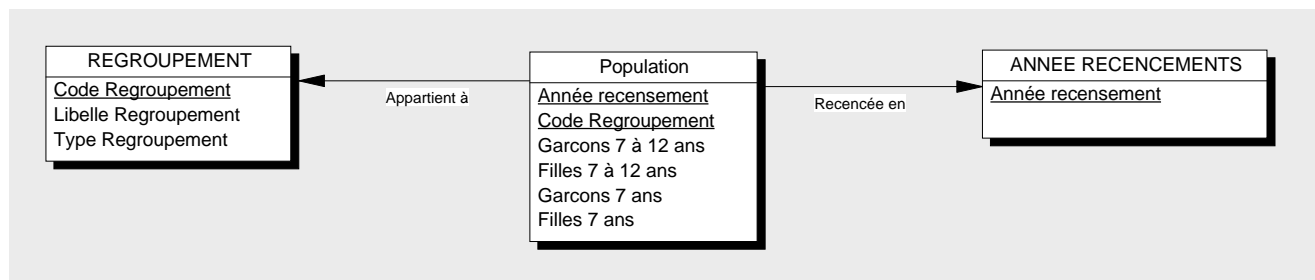 REGROUPEMENT
Code Regroupement
Libelle Regroupement
Type Regroupement
Appartient à
Population
Année recensement
Code Regroupement
Garcons 7 à 12 ans
Filles 7 à 12 ans
Garcons 7 ans
Filles 7 ans
Recencée en
ANNEE RECENCEMENTS
Année recensement